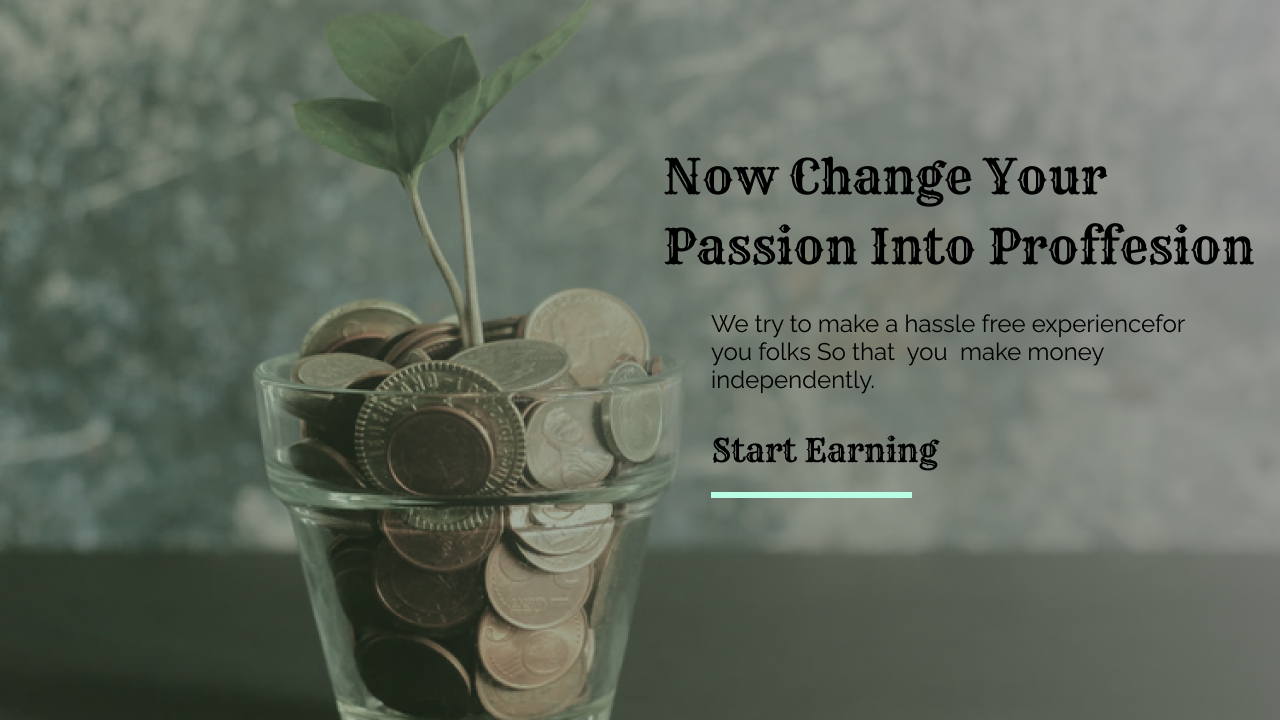 Now Change Your
Passion Into Proffesion
We try to make a hassle free experiencefor
you folks So that  you  make money
independently.
Start Earning